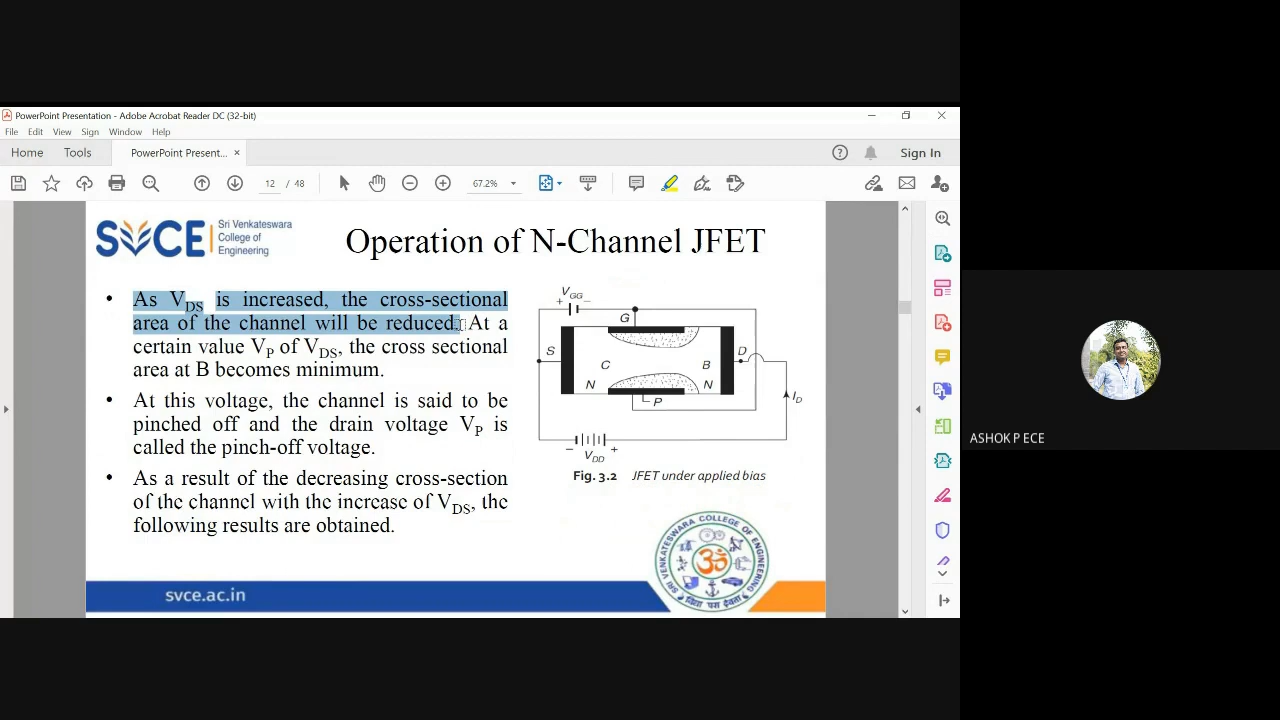 PowerPoint Presentation - Adobe Acrobat Reader DC (32-bit)
File Edit View Sign Window Help
Home Tools PowerPoint Present... × Sign In
12 / 48 67.2%
SVCE Sri Venkateswara
College of
Engineering
Operation of N-Channel JFET
• As VDS is increased, the cross-sectional
area of the channel will be reduced. At a
certain value VP of VDS, the cross sectional
area at B becomes minimum.
• At this voltage, the channel is said to be
pinched off and the drain voltage VP is
called the pinch-off voltage.
• As a result of the decreasing cross-section
of the channel with the increase of VDS, the
following results are obtained.
VGG
+ −
G
S D
C B
N N
P
ID
− +
VDD
Fig. 3.2 JFET under applied bias
SRI VENKATESWARA COLLEGE OF ENGINEERING
ॐ
svce.ac.in
ASHOK P ECE